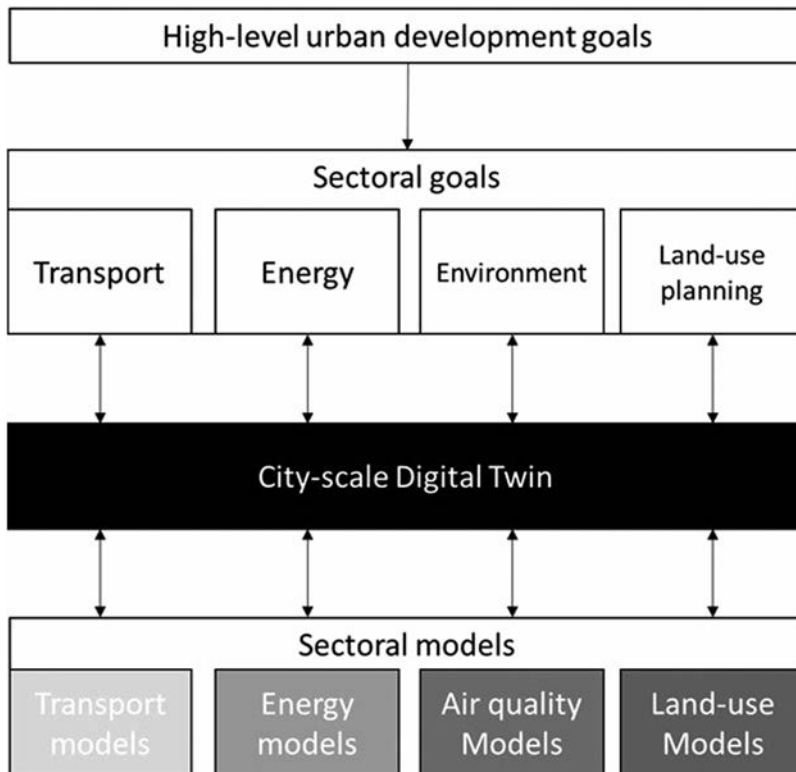 High-level urban development goals
Sectoral goals
Transport
Energy
Environment
Land-use
planning
City-scale Digital Twin
Sectoral models
Transport
models
Energy
models
Air quality
Models
Land-use
Models